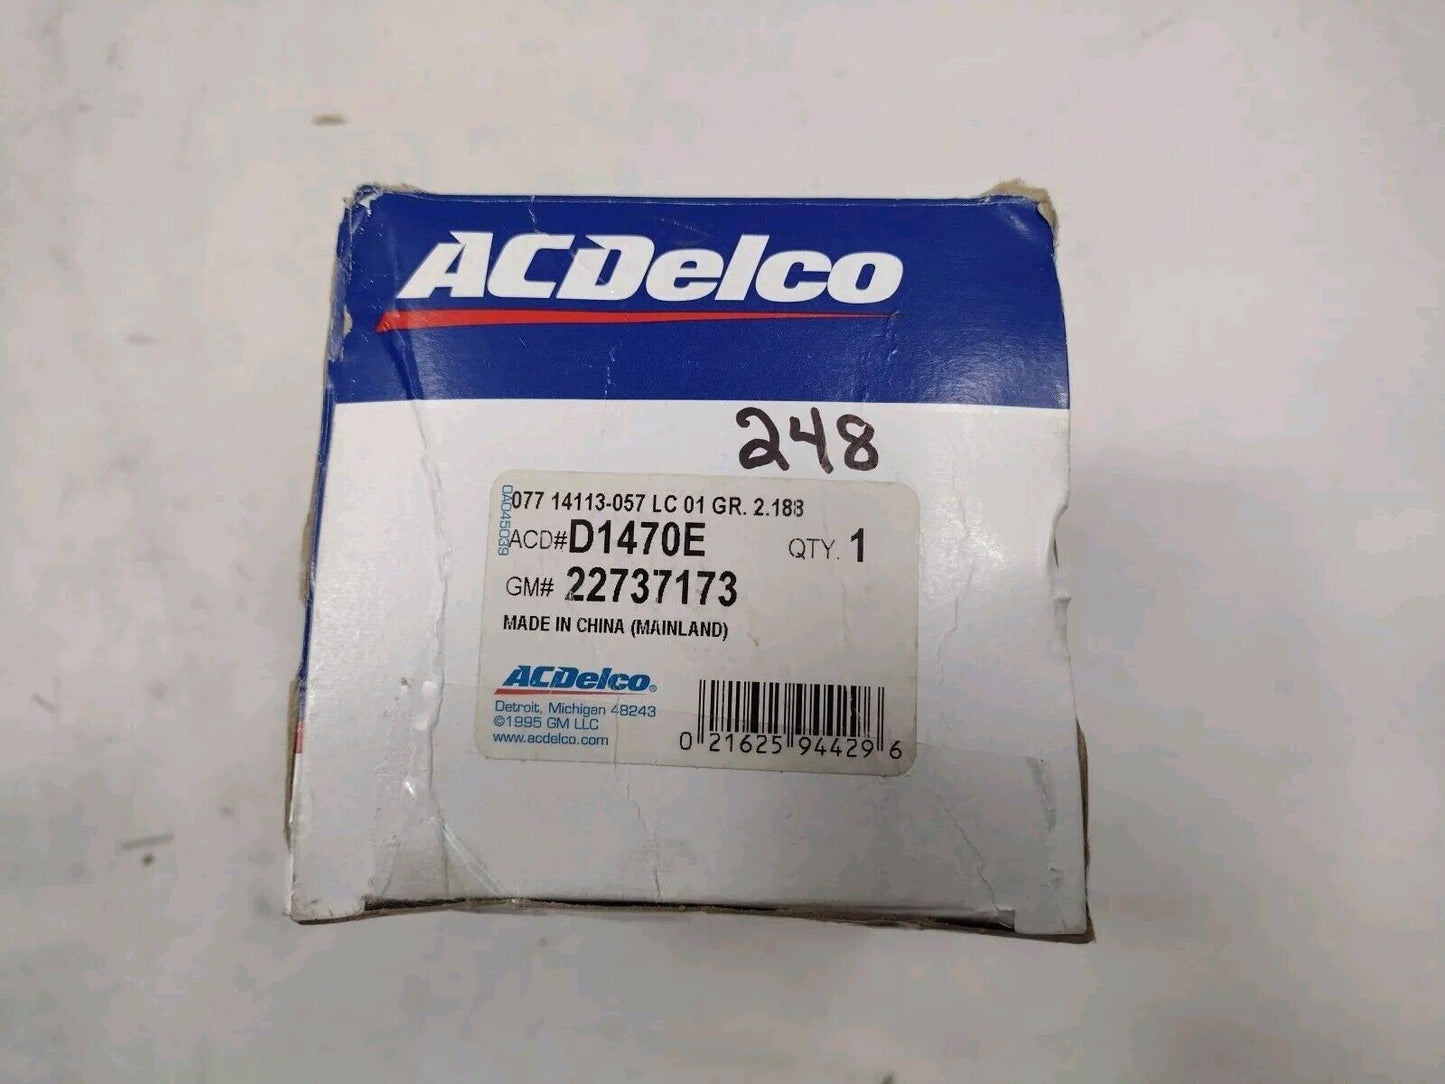 ACDelco
248
077 14113-057 LC 01 GR. 2.188
0A045039
ACD# D1470E QTY. 1
GM# 22737173
MADE IN CHINA (MAINLAND)
ACDelco®
Detroit, Michigan 48243
©1995 GM LLC
www.acdelco.com
0 21625 94429 6